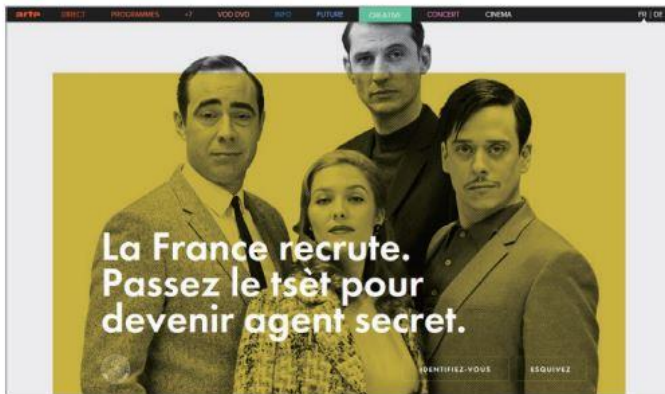 arte DIRECT PROGRAMMES +7 VOD DVD INFO FUTURE CREATIVE CONCERT CINEMA FR | DE
La France recrute.
Passez le tsèt pour
devenir agent secret.
IDENTIFIEZ-VOUS ESQUIVEZ